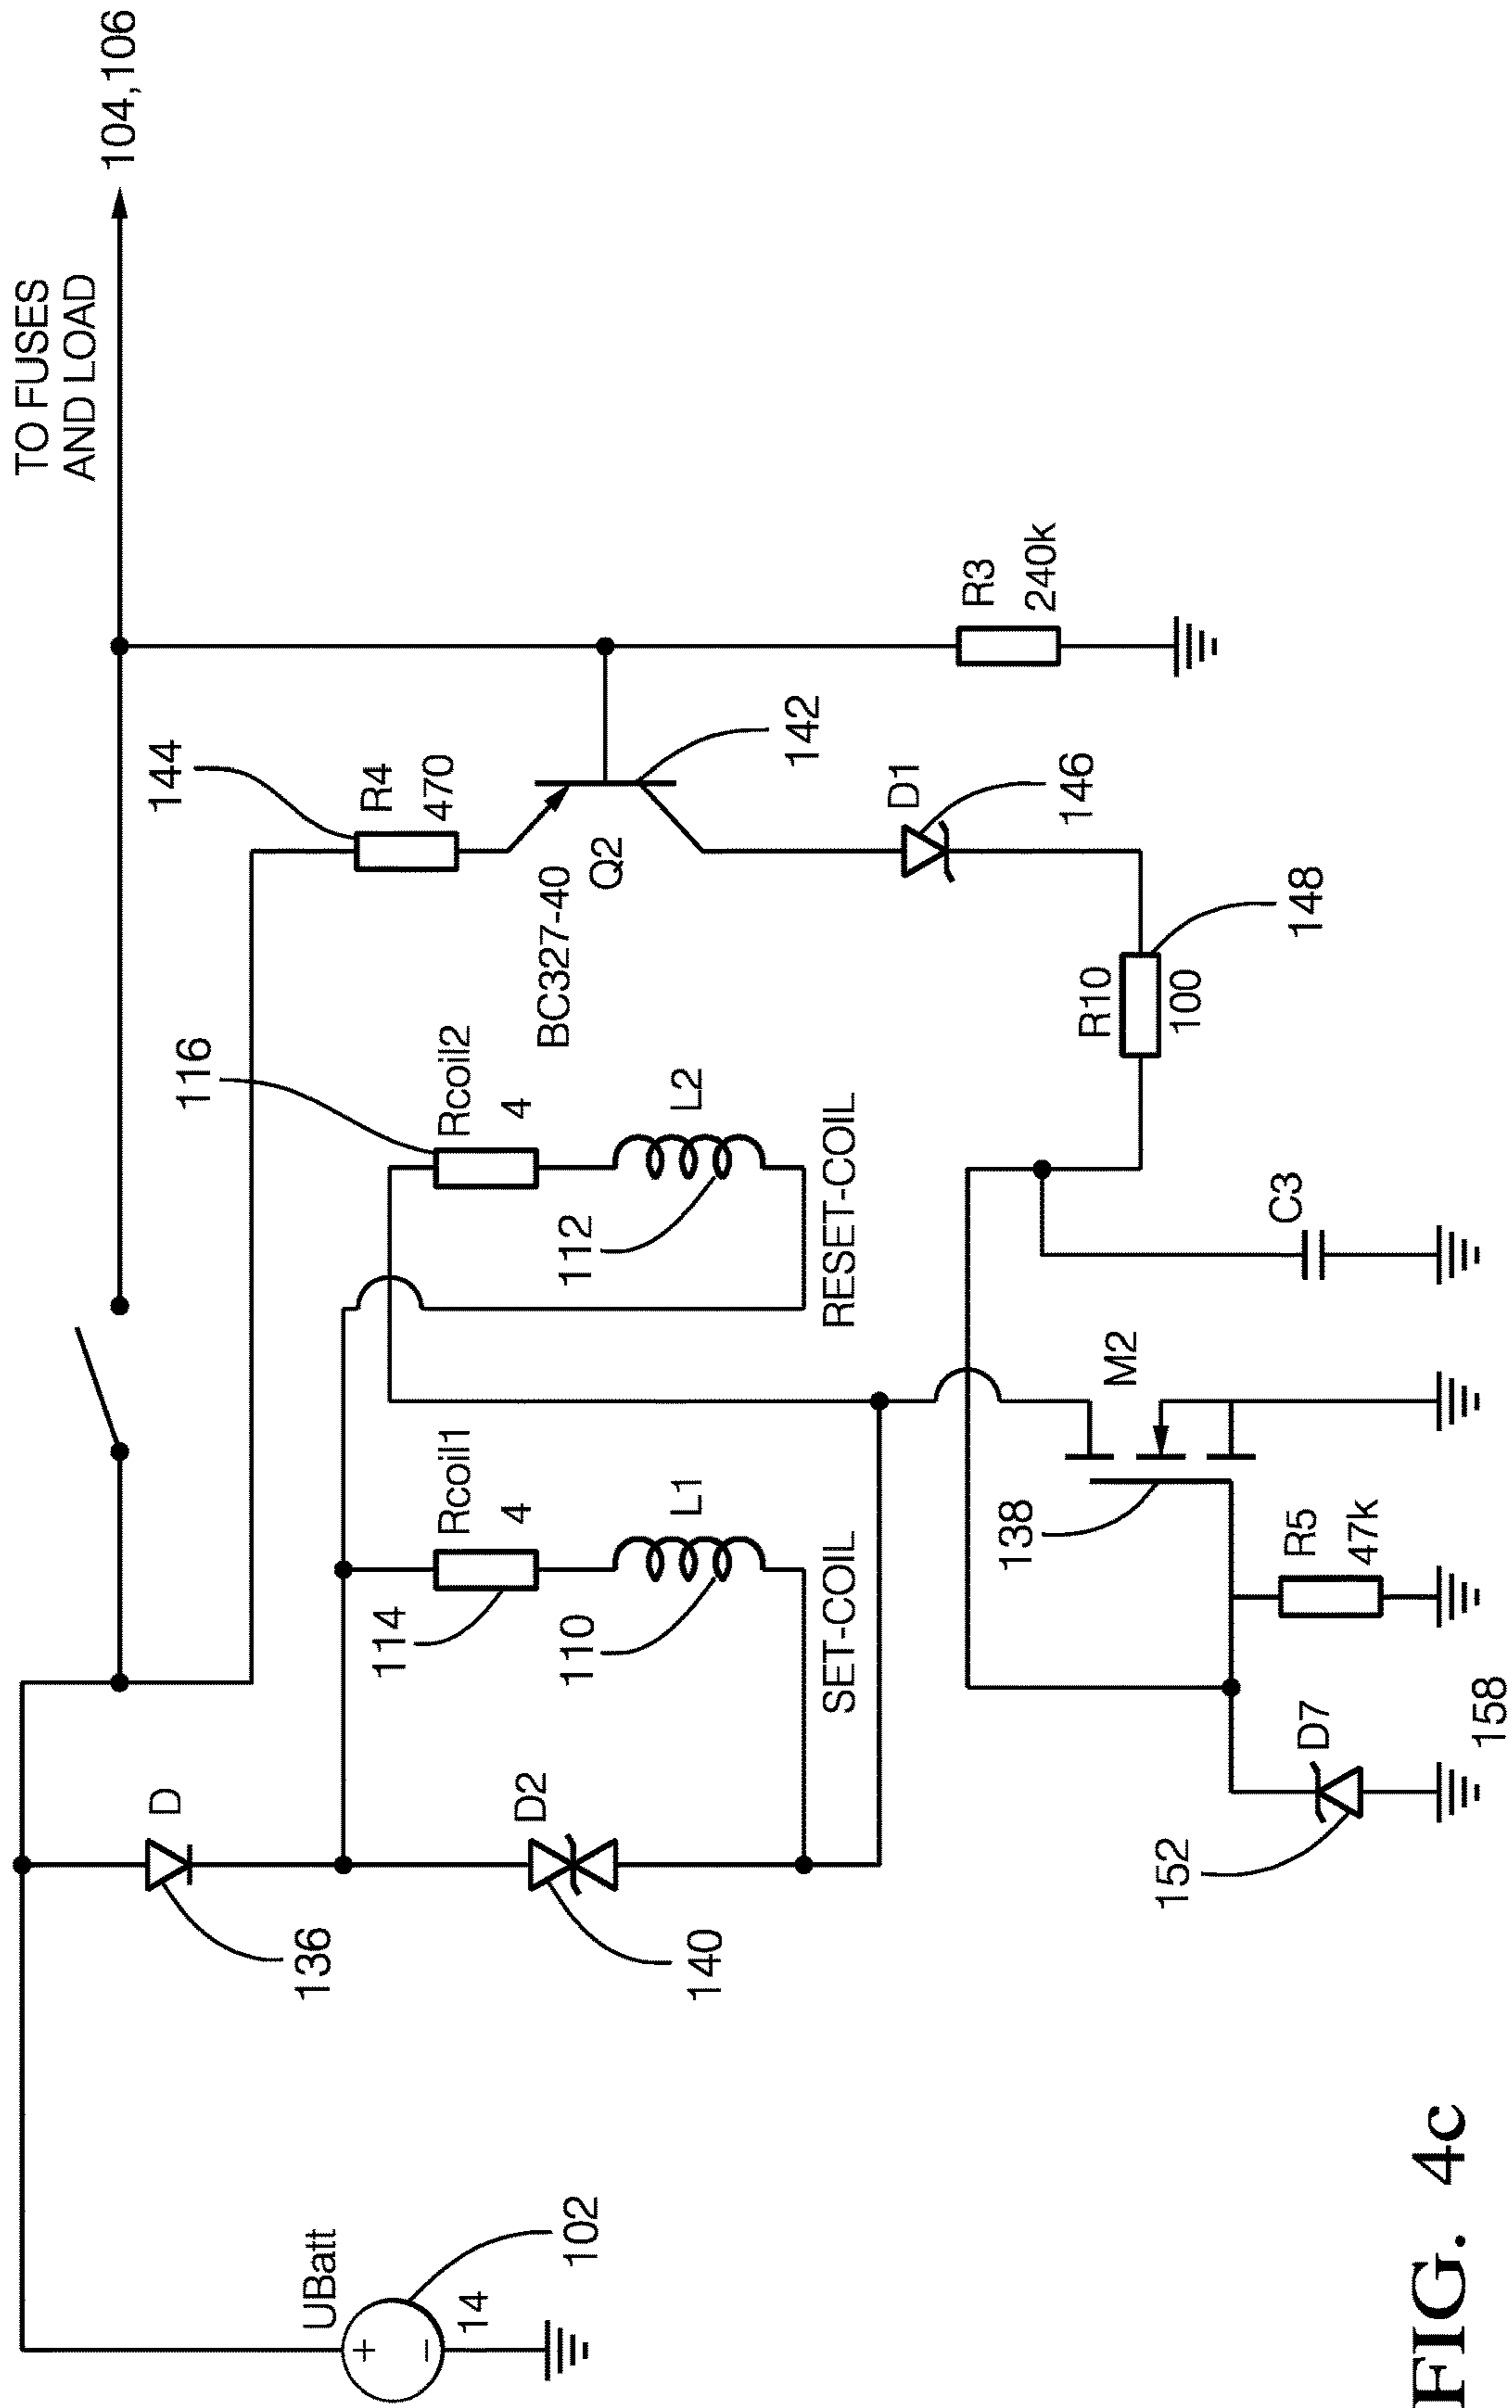 TO FUSES
AND LOAD
104,106
144
R4
470
116
Rcoil2
4
Rcoil1
4
114
D
136
UBatt
+
−
14
102
D2
140
L1
110
SET-COIL
L2
112
RESET-COIL
BC327-40
Q2
142
D1
146
R3
240k
R10
100
148
C3
M2
138
R5
47k
D7
152
158
FIG. 4c